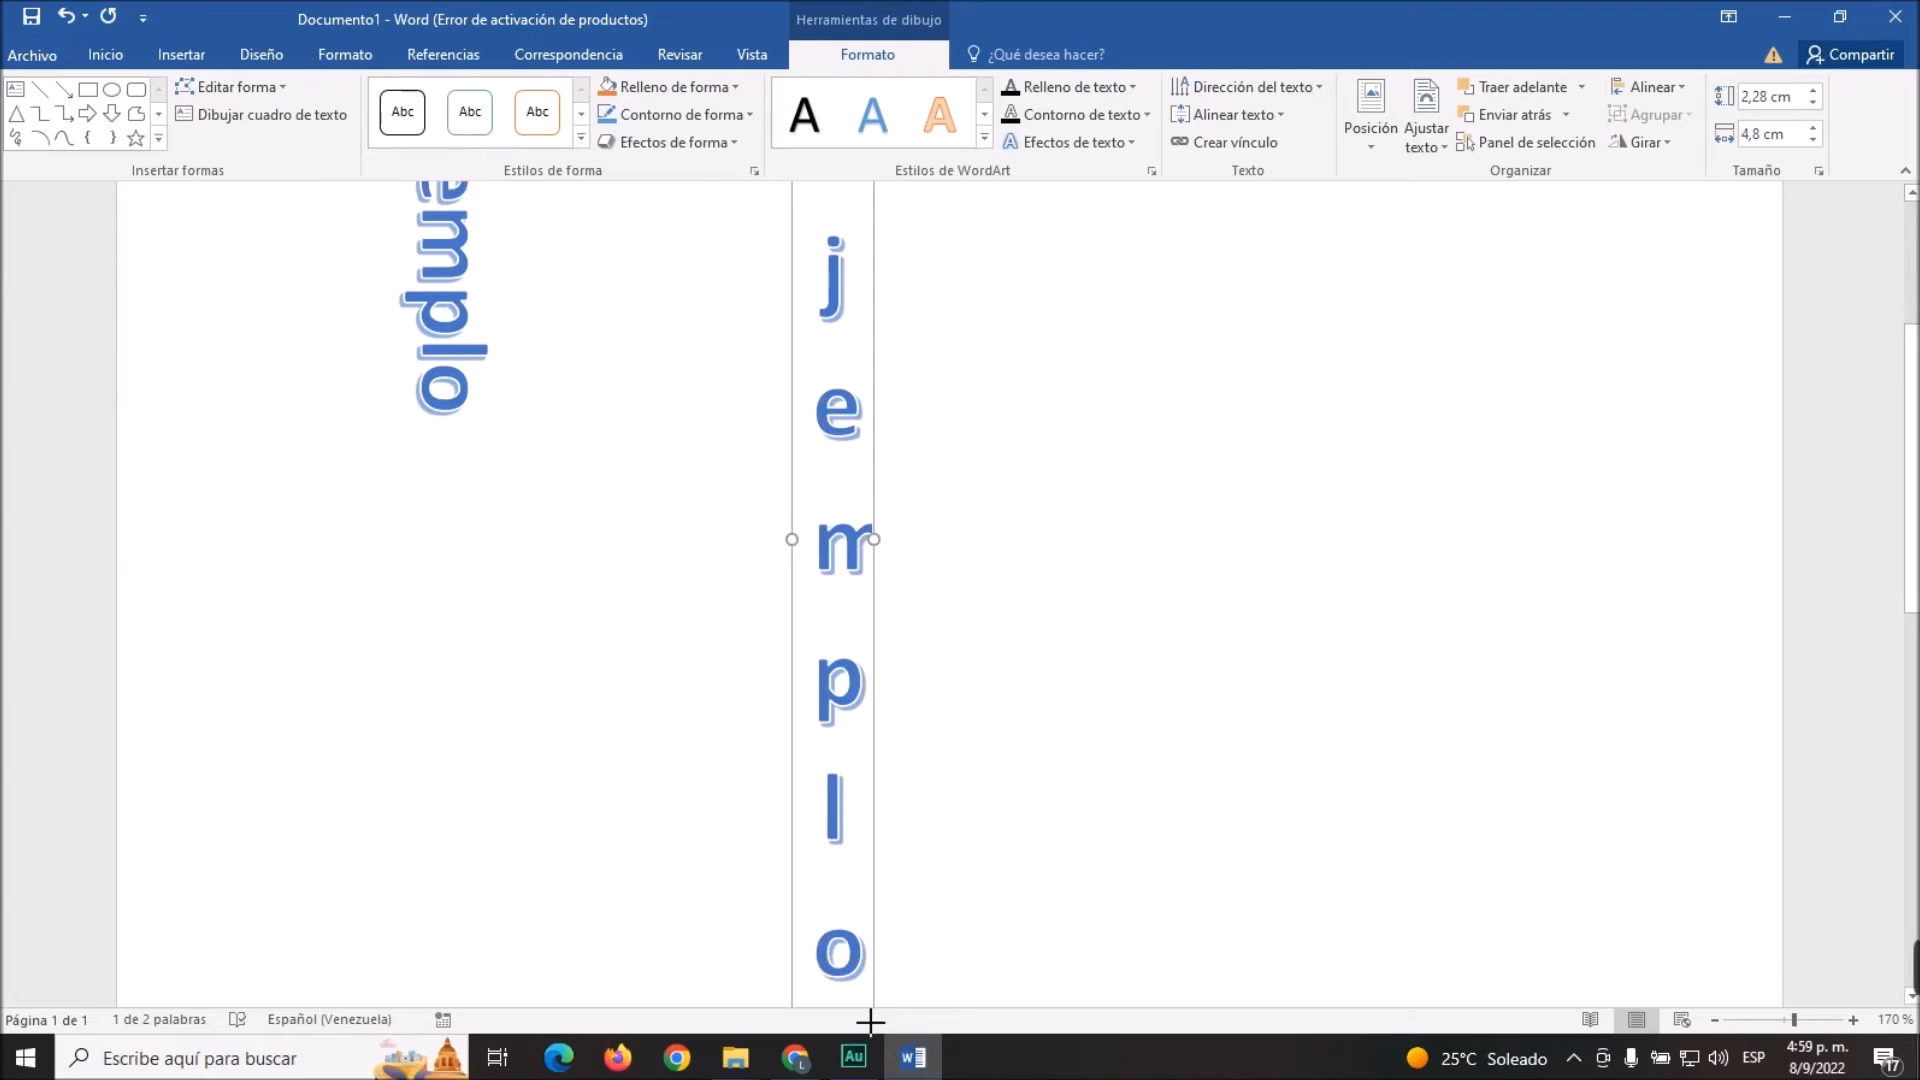 Documento1 - Word (Error de activación de productos)
Herramientas de dibujo
Archivo Inicio Insertar Diseño Formato Referencias Correspondencia Revisar Vista Formato ¿Qué desea hacer? Compartir
Editar forma
Dibujar cuadro de texto
Insertar formas
Abc Abc Abc
Relleno de forma
Contorno de forma
Efectos de forma
Estilos de forma
A A A
Relleno de texto
Contorno de texto
Efectos de texto
Estilos de WordArt
Dirección del texto
Alinear texto
Crear vínculo
Texto
Posición
Ajustar texto
Traer adelante
Enviar atrás
Panel de selección
Alinear
Agrupar
Girar
Organizar
2,28 cm
4,8 cm
Tamaño
emplo
j
e
m
p
l
o
Página 1 de 1 1 de 2 palabras Español (Venezuela) 170 %
Escribe aquí para buscar
L
Au
25°C Soleado
ESP
4:59 p. m.
8/9/2022
17